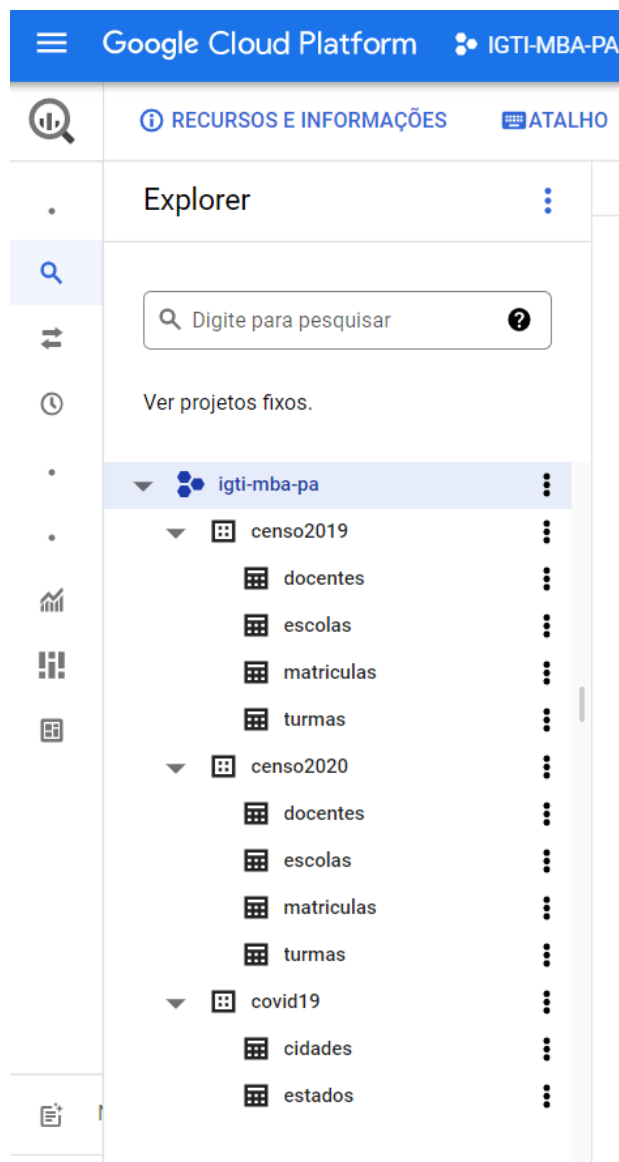 Google Cloud Platform IGTI-MBA-PA
RECURSOS E INFORMAÇÕES ATALHO
Explorer
Digite para pesquisar
Ver projetos fixos.
igti-mba-pa
censo2019
docentes
escolas
matriculas
turmas
censo2020
docentes
escolas
matriculas
turmas
covid19
cidades
estados